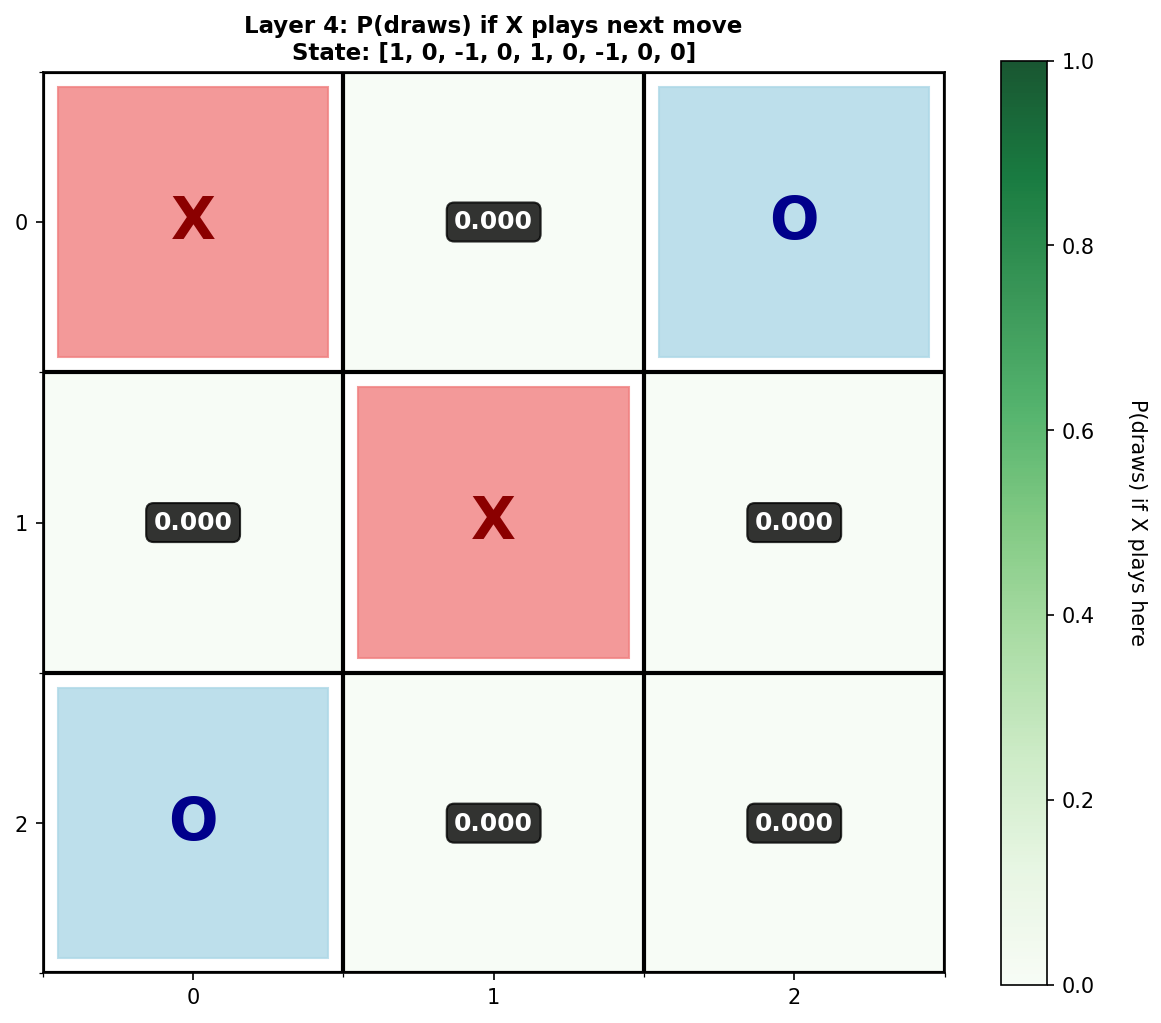 Layer 4: P(draws) if X plays next move
State: [1, 0, -1, 0, 1, 0, -1, 0, 0]
0
X
0.000
O
1
0.000
X
0.000
2
O
0.000
0.000
0
1
2
1.0
0.8
0.6
0.4
0.2
0.0
P(draws) if X plays here